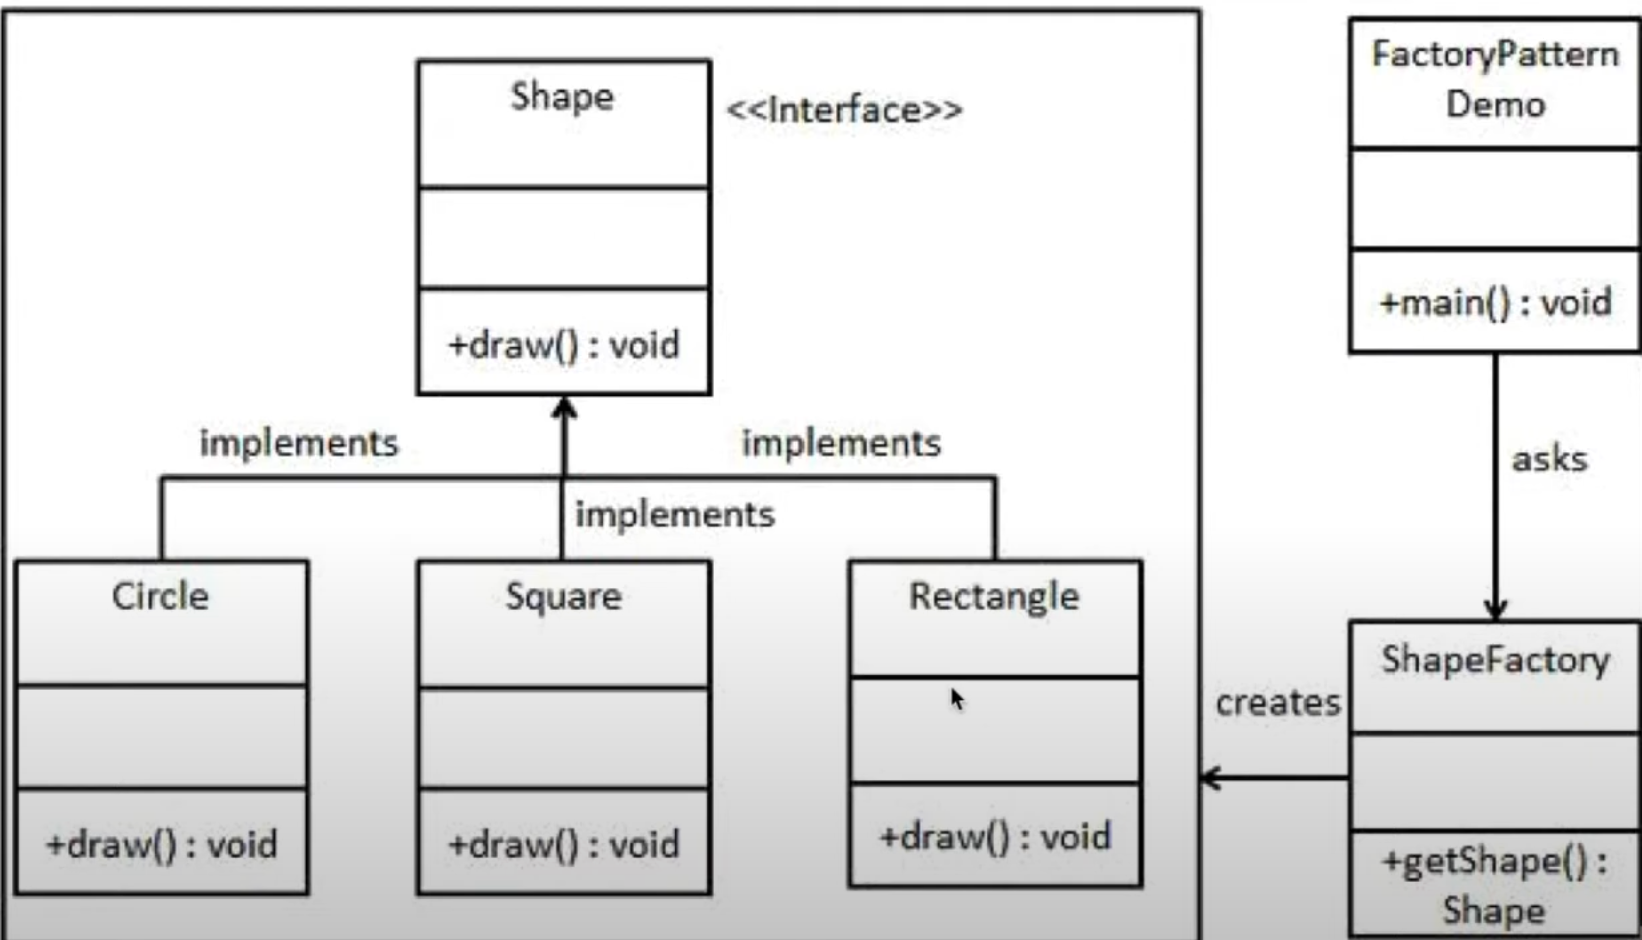 Shape
<<Interface>>
+draw() : void
implements
implements
implements
Circle
+draw() : void
Square
+draw() : void
Rectangle
+draw() : void
FactoryPattern
Demo
+main() : void
asks
creates
ShapeFactory
+getShape() :
Shape